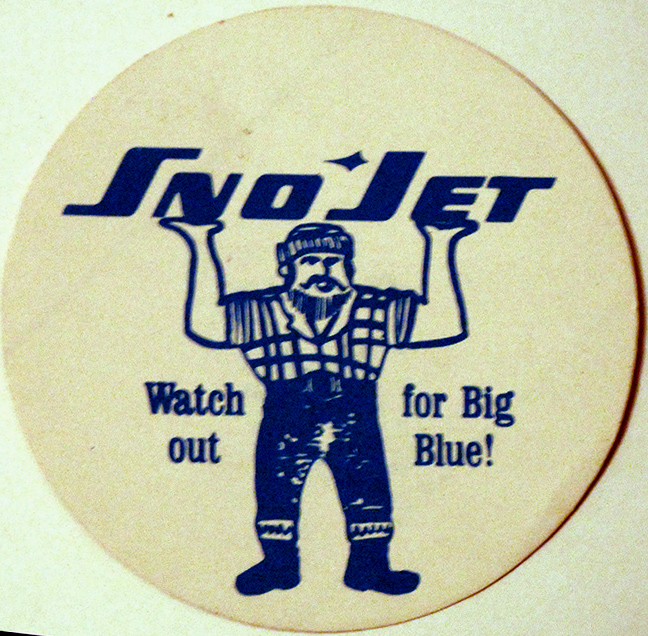 SNO JET
Watch for Big
out Blue!